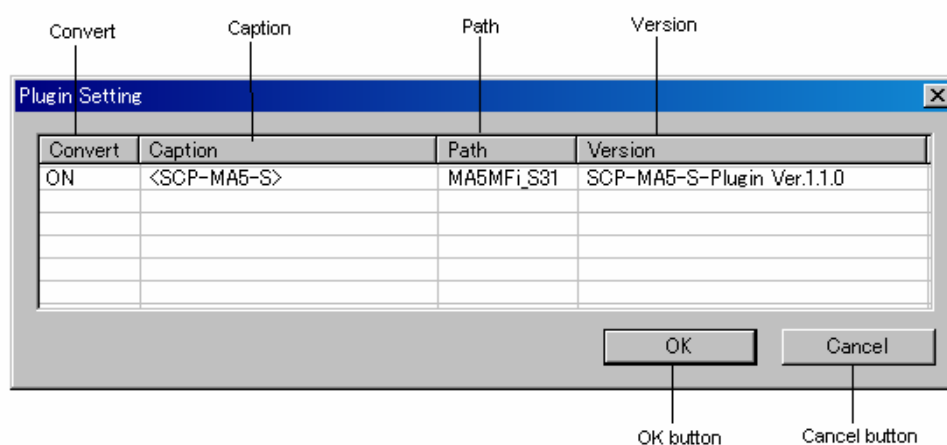 Convert Caption Path Version
Plugin Setting
Convert Caption Path Version
ON <SCP-MA5-S> MA5MFi_S31 SCP-MA5-S-Plugin Ver.1.1.0
OK Cancel
OK button Cancel button